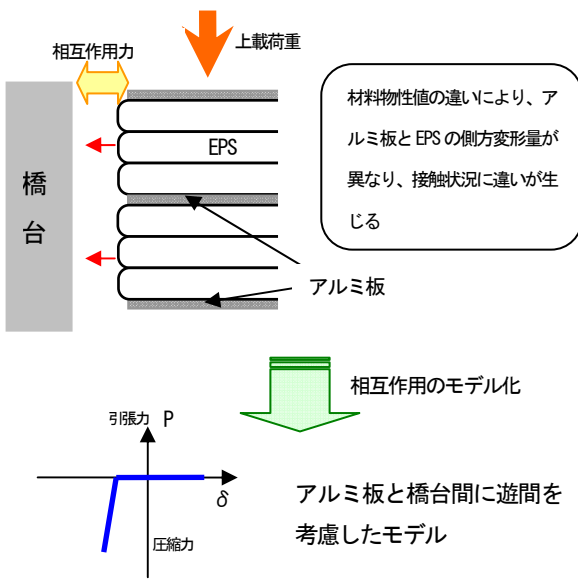 上載荷重
相互作用力
材料物性値の違いにより、ア
ルミ板とEPSの側方変形量が
異なり、接触状況に違いが生
じる
EPS
橋
台
アルミ板
相互作用のモデル化
引張力 P
δ
アルミ板と橋台間に遊間を
考慮したモデル
圧縮力